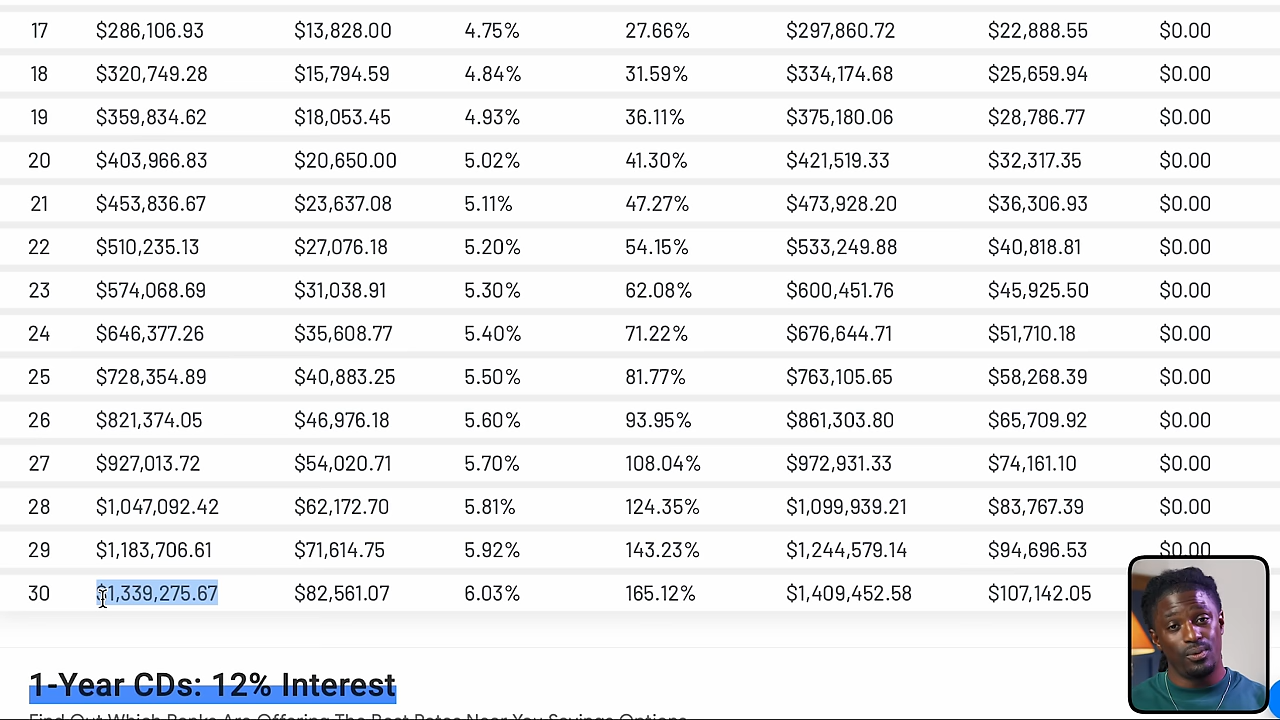 17 $286,106.93 $13,828.00 4.75% 27.66% $297,860.72 $22,888.55 $0.00
18 $320,749.28 $15,794.59 4.84% 31.59% $334,174.68 $25,659.94 $0.00
19 $359,834.62 $18,053.45 4.93% 36.11% $375,180.06 $28,786.77 $0.00
20 $403,966.83 $20,650.00 5.02% 41.30% $421,519.33 $32,317.35 $0.00
21 $453,836.67 $23,637.08 5.11% 47.27% $473,928.20 $36,306.93 $0.00
22 $510,235.13 $27,076.18 5.20% 54.15% $533,249.88 $40,818.81 $0.00
23 $574,068.69 $31,038.91 5.30% 62.08% $600,451.76 $45,925.50 $0.00
24 $646,377.26 $35,608.77 5.40% 71.22% $676,644.71 $51,710.18 $0.00
25 $728,354.89 $40,883.25 5.50% 81.77% $763,105.65 $58,268.39 $0.00
26 $821,374.05 $46,976.18 5.60% 93.95% $861,303.80 $65,709.92 $0.00
27 $927,013.72 $54,020.71 5.70% 108.04% $972,931.33 $74,161.10 $0.00
28 $1,047,092.42 $62,172.70 5.81% 124.35% $1,099,939.21 $83,767.39 $0.00
29 $1,183,706.61 $71,614.75 5.92% 143.23% $1,244,579.14 $94,696.53 $0.00
30 $1,339,275.67 $82,561.07 6.03% 165.12% $1,409,452.58 $107,142.05
1-Year CDs: 12% Interest
Find Out Which Banks Are Offering The Best Rates Near You Savings Options